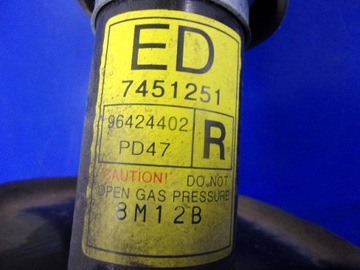 ED
7451251
96424402
PD47
R
CAUTION! DO NOT
OPEN GAS PRESSURE
8M12B